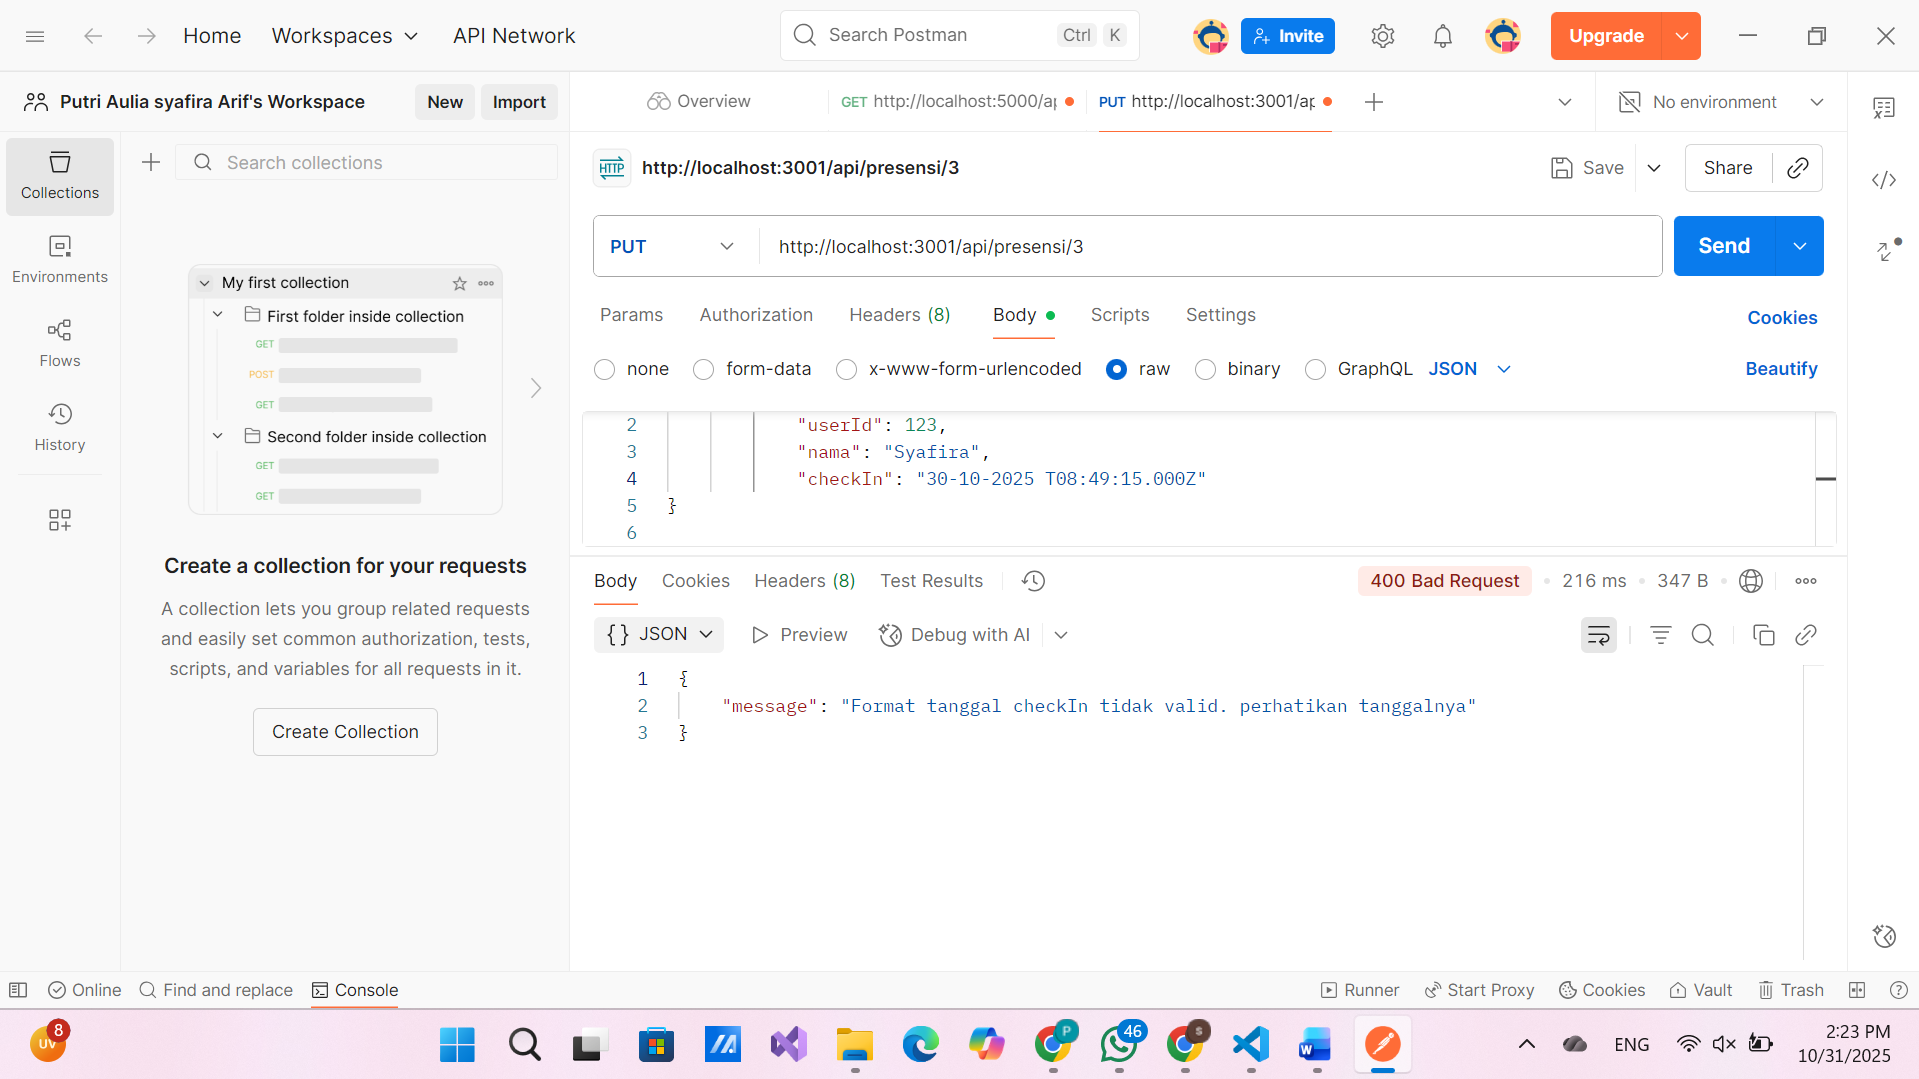 Home
Workspaces
API Network
Search Postman
Ctrl K
Invite
Upgrade
Putri Aulia syafira Arif's Workspace
New
Import
Overview
GET http://localhost:5000/ap
PUT http://localhost:3001/ap
No environment
Collections
Environments
Flows
History
Search collections
My first collection
First folder inside collection
GET
POST
GET
Second folder inside collection
GET
GET
Create a collection for your requests
A collection lets you group related requests
and easily set common authorization, tests,
scripts, and variables for all requests in it.
Create Collection
HTTP http://localhost:3001/api/presensi/3
Save
Share
PUT
http://localhost:3001/api/presensi/3
Send
Params
Authorization
Headers (8)
Body
Scripts
Settings
Cookies
none
form-data
x-www-form-urlencoded
raw
binary
GraphQL
JSON
Beautify
2 "userId": 123,
3 "nama": "Syafira",
4 "checkIn": "30-10-2025 T08:49:15.000Z"
5 }
6
Body
Cookies
Headers (8)
Test Results
400 Bad Request
216 ms
347 B
{} JSON
Preview
Debug with AI
1 {
2 "message": "Format tanggal checkIn tidak valid. perhatikan tanggalnya"
3 }
Online
Find and replace
Console
Runner
Start Proxy
Cookies
Vault
Trash
UV
8
P
46
S
W
ENG
2:23 PM
10/31/2025